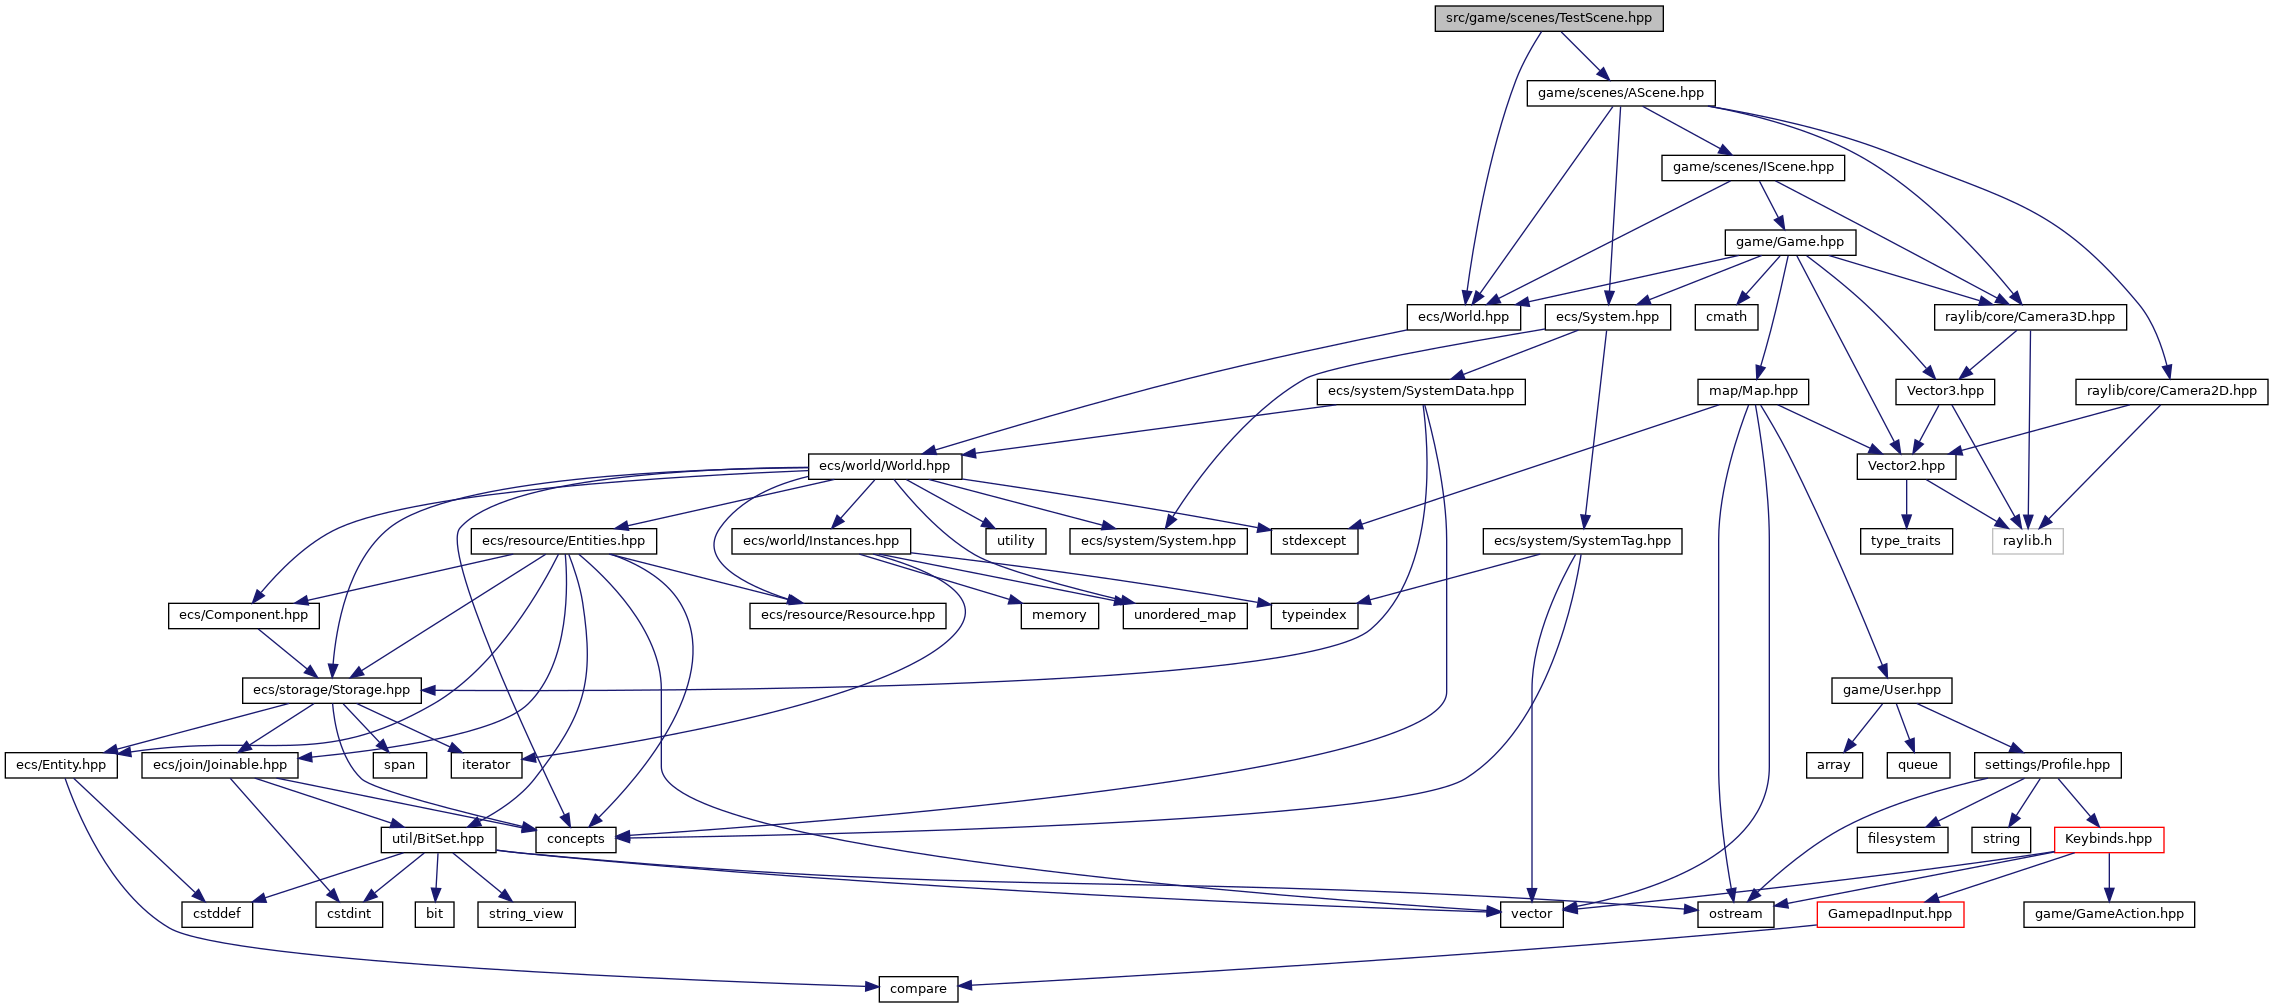 src/game/scenes/TestScene.hpp
game/scenes/AScene.hpp
game/scenes/IScene.hpp
game/Game.hpp
ecs/World.hpp
ecs/System.hpp
cmath
raylib/core/Camera3D.hpp
ecs/system/SystemData.hpp
map/Map.hpp
Vector3.hpp
raylib/core/Camera2D.hpp
ecs/world/World.hpp
Vector2.hpp
ecs/resource/Entities.hpp
ecs/world/Instances.hpp
utility
ecs/system/System.hpp
stdexcept
ecs/system/SystemTag.hpp
type_traits
raylib.h
ecs/Component.hpp
ecs/resource/Resource.hpp
memory
unordered_map
typeindex
ecs/storage/Storage.hpp
game/User.hpp
ecs/Entity.hpp
ecs/join/Joinable.hpp
span
iterator
array
queue
settings/Profile.hpp
util/BitSet.hpp
concepts
filesystem
string
Keybinds.hpp
cstddef
cstdint
bit
string_view
vector
ostream
GamepadInput.hpp
game/GameAction.hpp
compare